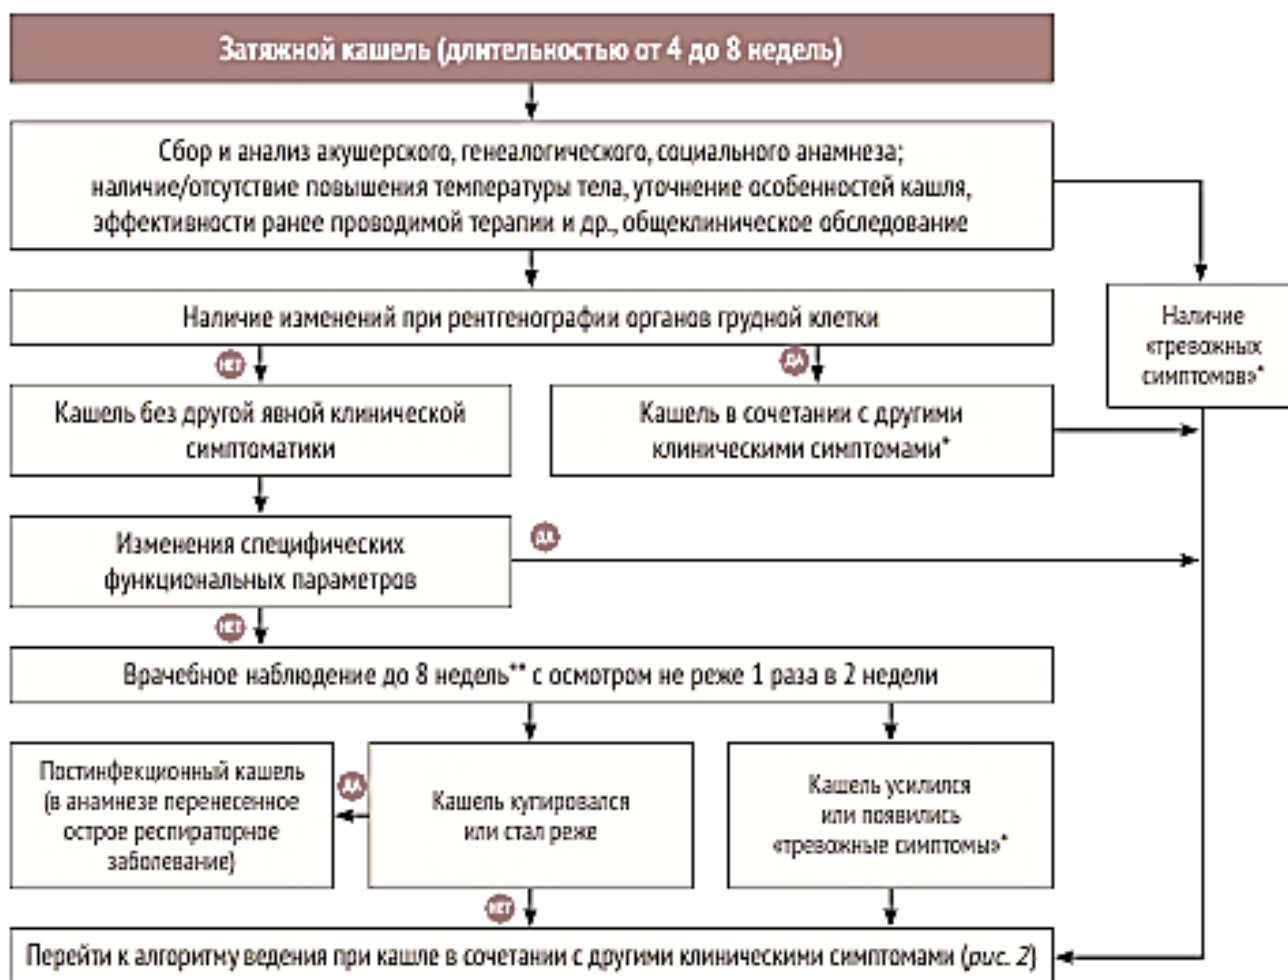 Затяжной кашель (длительностью от 4 до 8 недель)
Сбор и анализ акушерского, генеалогического, социального анамнеза;
наличие/отсутствие повышения температуры тела, уточнение особенностей кашля,
эффективности ранее проводимой терапии и др., общеклиническое обследование
Наличие изменений при рентгенографии органов грудной клетки
Наличие
«тревожных
симптомов»*
НЕТ
ДА
Кашель без другой явной клинической
симптоматики
Кашель в сочетании с другими
клиническими симптомами*
Изменения специфических
функциональных параметров
ДА
НЕТ
Врачебное наблюдение до 8 недель** с осмотром не реже 1 раза в 2 недели
Постинфекционный кашель
(в анамнезе перенесенное
острое респираторное
заболевание)
ДА
Кашель купировался
или стал реже
Кашель усилился
или появились
«тревожные симптомы»*
НЕТ
Перейти к алгоритму ведения при кашле в сочетании с другими клиническими симптомами (рис. 2)